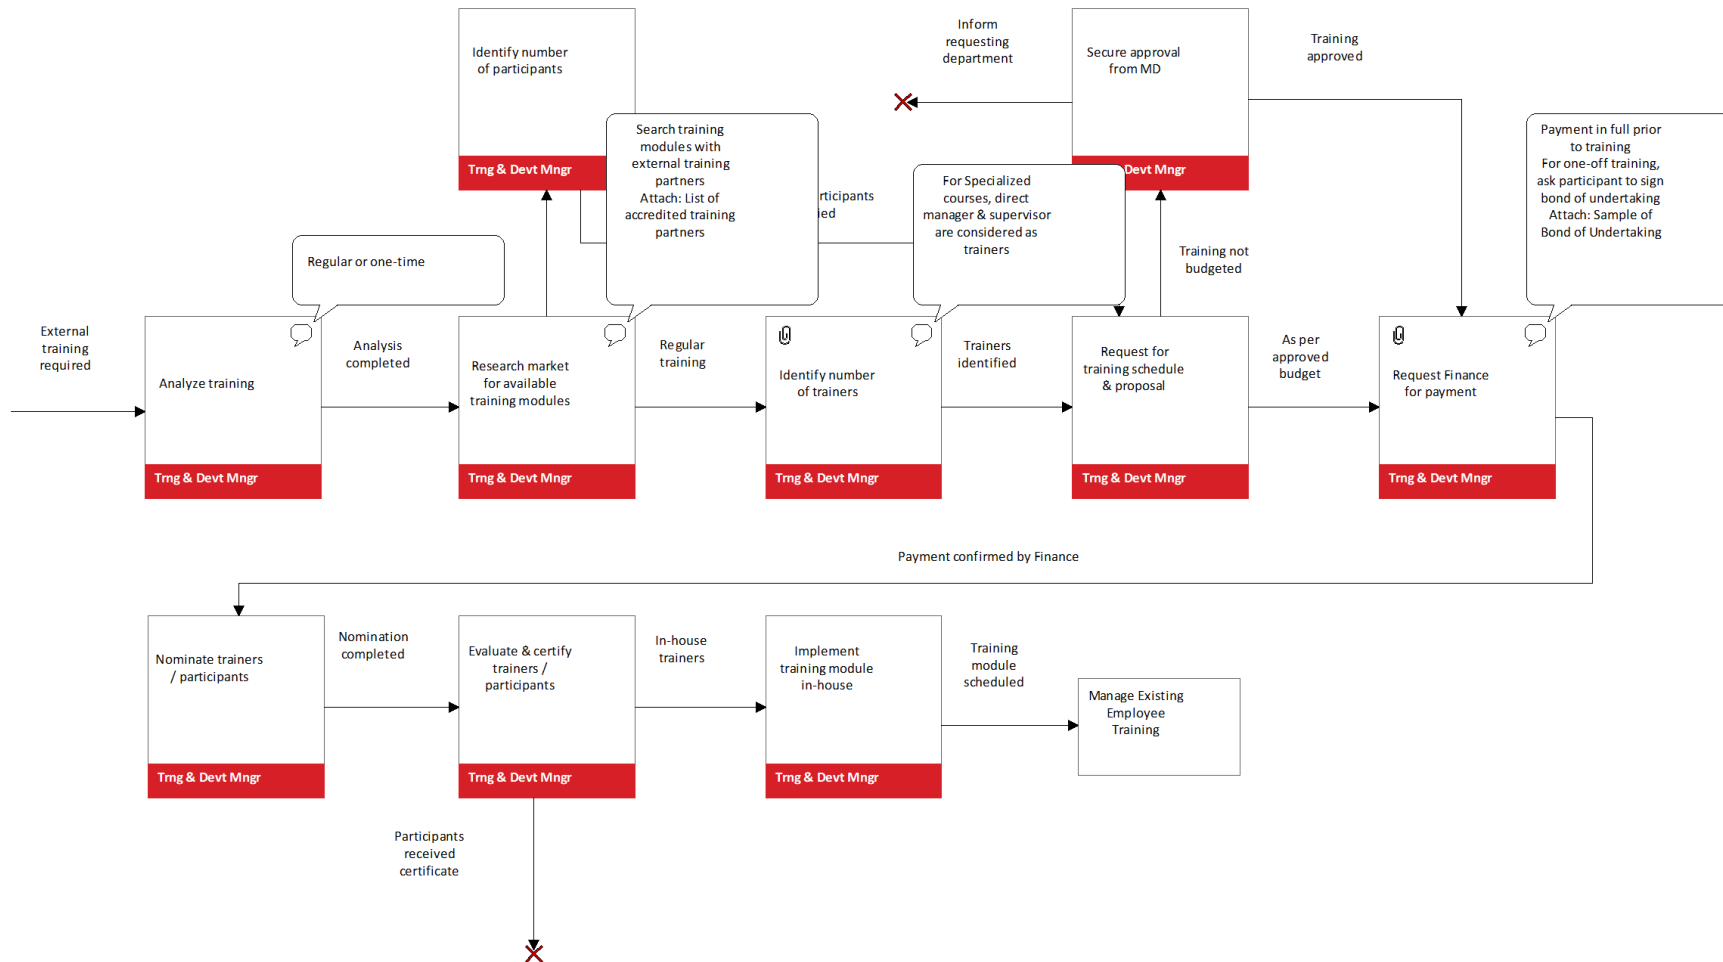 Identify number
of participants
Trng & Devt Mngr
Inform
requesting
department
Secure approval
from MD
Devt Mngr
Training
approved
Search training
modules with
external training
partners
Attach: List of
accredited training
partners
For Specialized
courses, direct
manager & supervisor
are considered as
trainers
Payment in full prior
to training
For one-off training,
ask participant to sign
bond of undertaking
Attach: Sample of
Bond of Undertaking
Regular or one-time
Training not
budgeted
External
training
required
Analyze training
Trng & Devt Mngr
Analysis
completed
Research market
for available
training modules
Trng & Devt Mngr
Regular
training
Identify number
of trainers
Trng & Devt Mngr
Trainers
identified
Request for
training schedule
& proposal
Trng & Devt Mngr
As per
approved
budget
Request Finance
for payment
Trng & Devt Mngr
Payment confirmed by Finance
Nominate trainers
/ participants
Trng & Devt Mngr
Nomination
completed
Evaluate & certify
trainers /
participants
Trng & Devt Mngr
In-house
trainers
Implement
training module
in-house
Trng & Devt Mngr
Training
module
scheduled
Manage Existing
Employee
Training
Participants
received
certificate